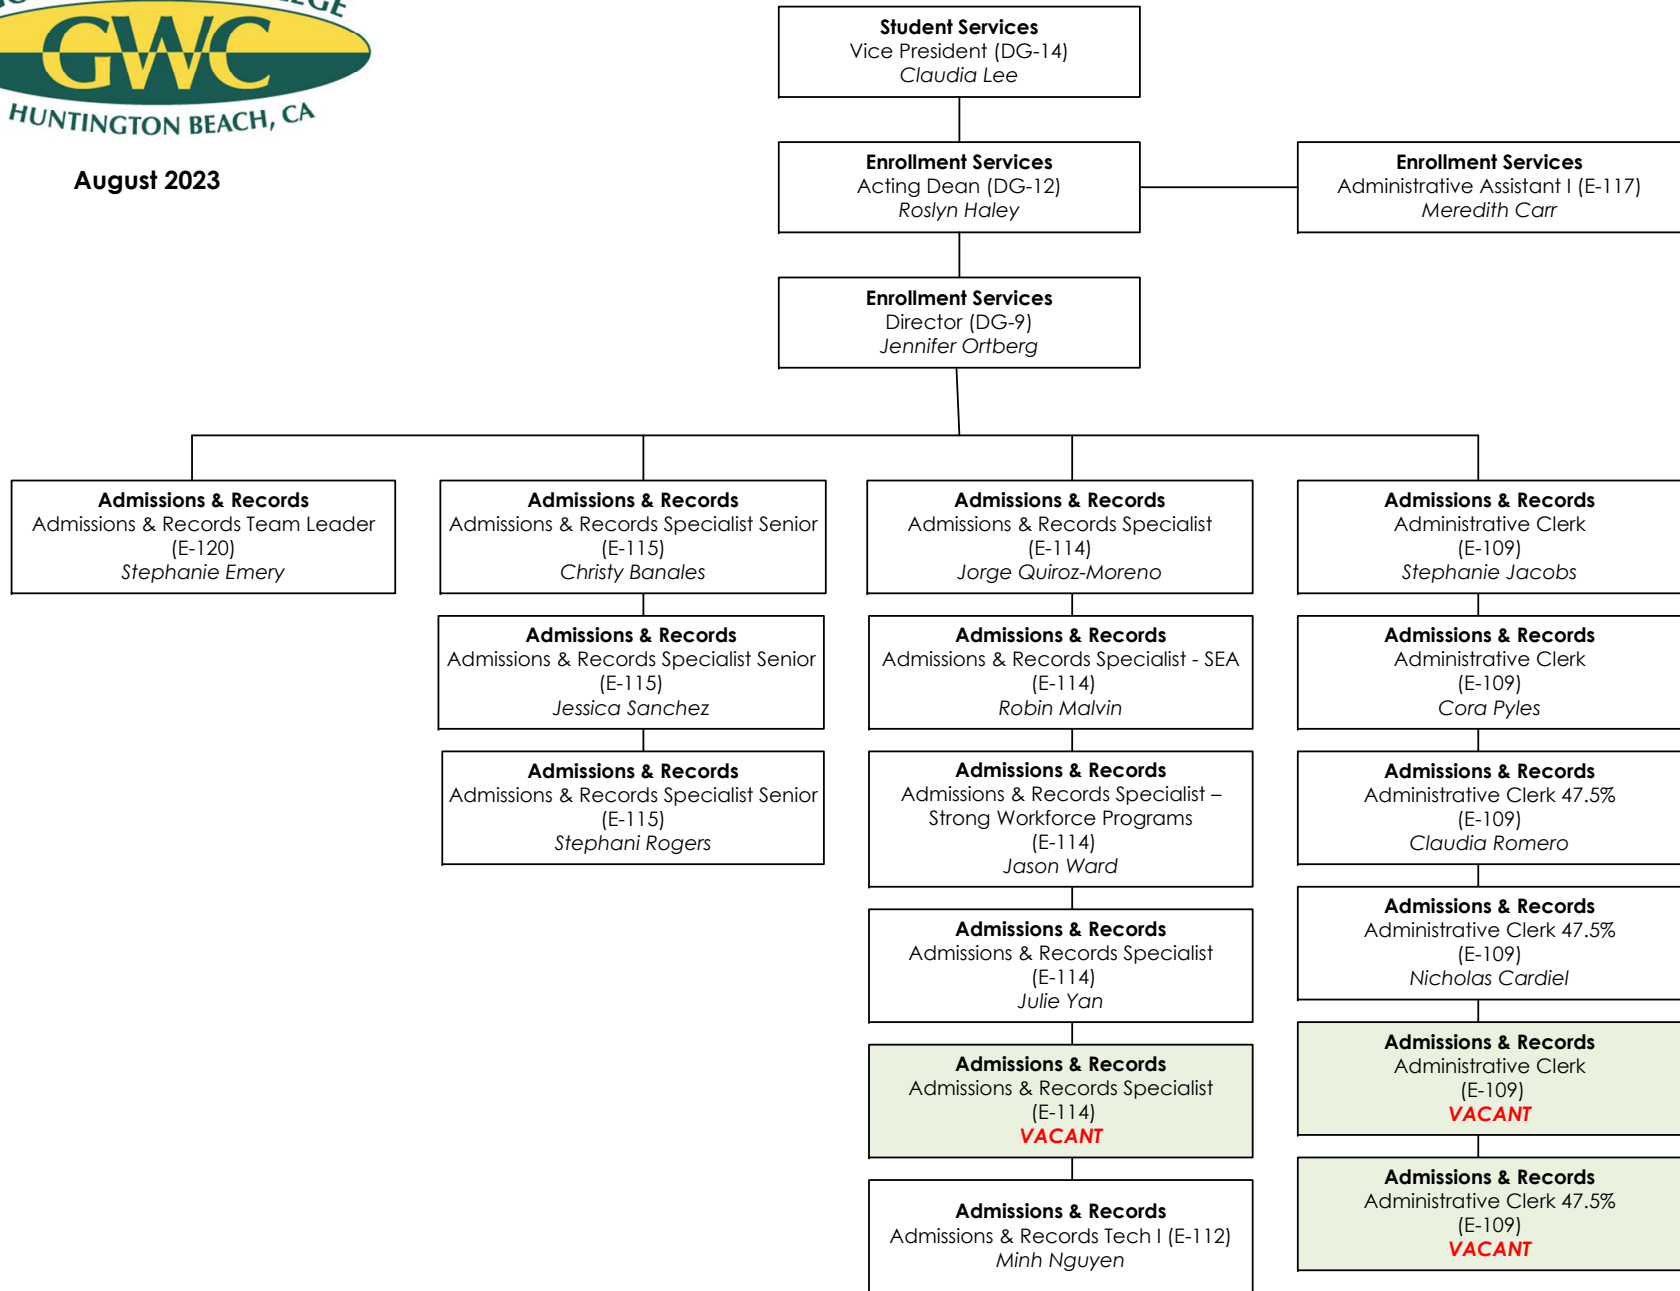 GWC
HUNTINGTON BEACH, CA
August 2023
Student Services
Vice President (DG-14)
Claudia Lee
Enrollment Services
Acting Dean (DG-12)
Roslyn Haley
Enrollment Services
Administrative Assistant I (E-117)
Meredith Carr
Enrollment Services
Director (DG-9)
Jennifer Ortberg
Admissions & Records
Admissions & Records Team Leader
(E-120)
Stephanie Emery
Admissions & Records
Admissions & Records Specialist Senior
(E-115)
Christy Banales
Admissions & Records
Admissions & Records Specialist Senior
(E-115)
Jessica Sanchez
Admissions & Records
Admissions & Records Specialist Senior
(E-115)
Stephani Rogers
Admissions & Records
Admissions & Records Specialist
(E-114)
Jorge Quiroz-Moreno
Admissions & Records
Admissions & Records Specialist - SEA
(E-114)
Robin Malvin
Admissions & Records
Admissions & Records Specialist –
Strong Workforce Programs
(E-114)
Jason Ward
Admissions & Records
Admissions & Records Specialist
(E-114)
Julie Yan
Admissions & Records
Admissions & Records Specialist
(E-114)
VACANT
Admissions & Records
Admissions & Records Tech I (E-112)
Minh Nguyen
Admissions & Records
Administrative Clerk
(E-109)
Stephanie Jacobs
Admissions & Records
Administrative Clerk
(E-109)
Cora Pyles
Admissions & Records
Administrative Clerk 47.5%
(E-109)
Claudia Romero
Admissions & Records
Administrative Clerk 47.5%
(E-109)
Nicholas Cardiel
Admissions & Records
Administrative Clerk
(E-109)
VACANT
Admissions & Records
Administrative Clerk 47.5%
(E-109)
VACANT